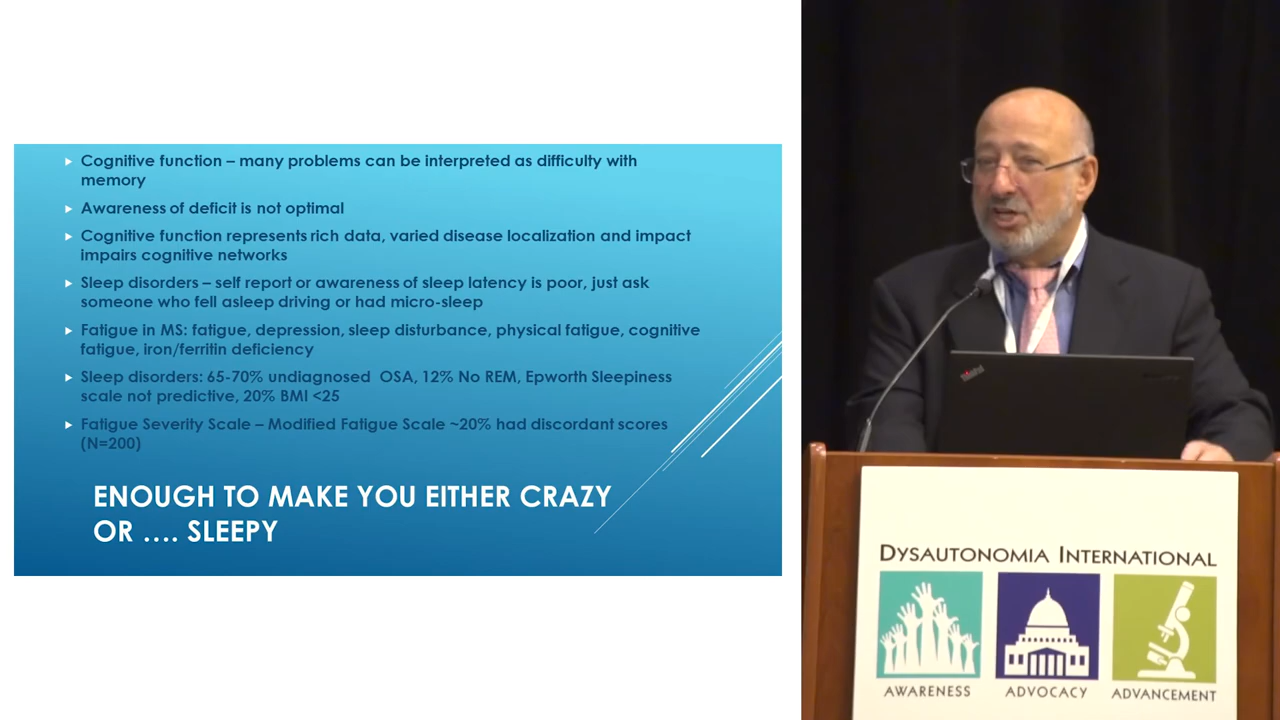 Cognitive function – many problems can be interpreted as difficulty with
memory
Awareness of deficit is not optimal
Cognitive function represents rich data, varied disease localization and impact
impairs cognitive networks
Sleep disorders – self report or awareness of sleep latency is poor, just ask
someone who fell asleep driving or had micro-sleep
Fatigue in MS: fatigue, depression, sleep disturbance, physical fatigue, cognitive
fatigue, iron/ferritin deficiency
Sleep disorders: 65-70% undiagnosed OSA, 12% No REM, Epworth Sleepiness
scale not predictive, 20% BMI <25
Fatigue Severity Scale – Modified Fatigue Scale ~20% had discordant scores
(N=200)
ENOUGH TO MAKE YOU EITHER CRAZY
OR .... SLEEPY
ThinkPad
DYSAUTONOMIA INTERNATIONAL
AWARENESS
ADVOCACY
ADVANCEMENT